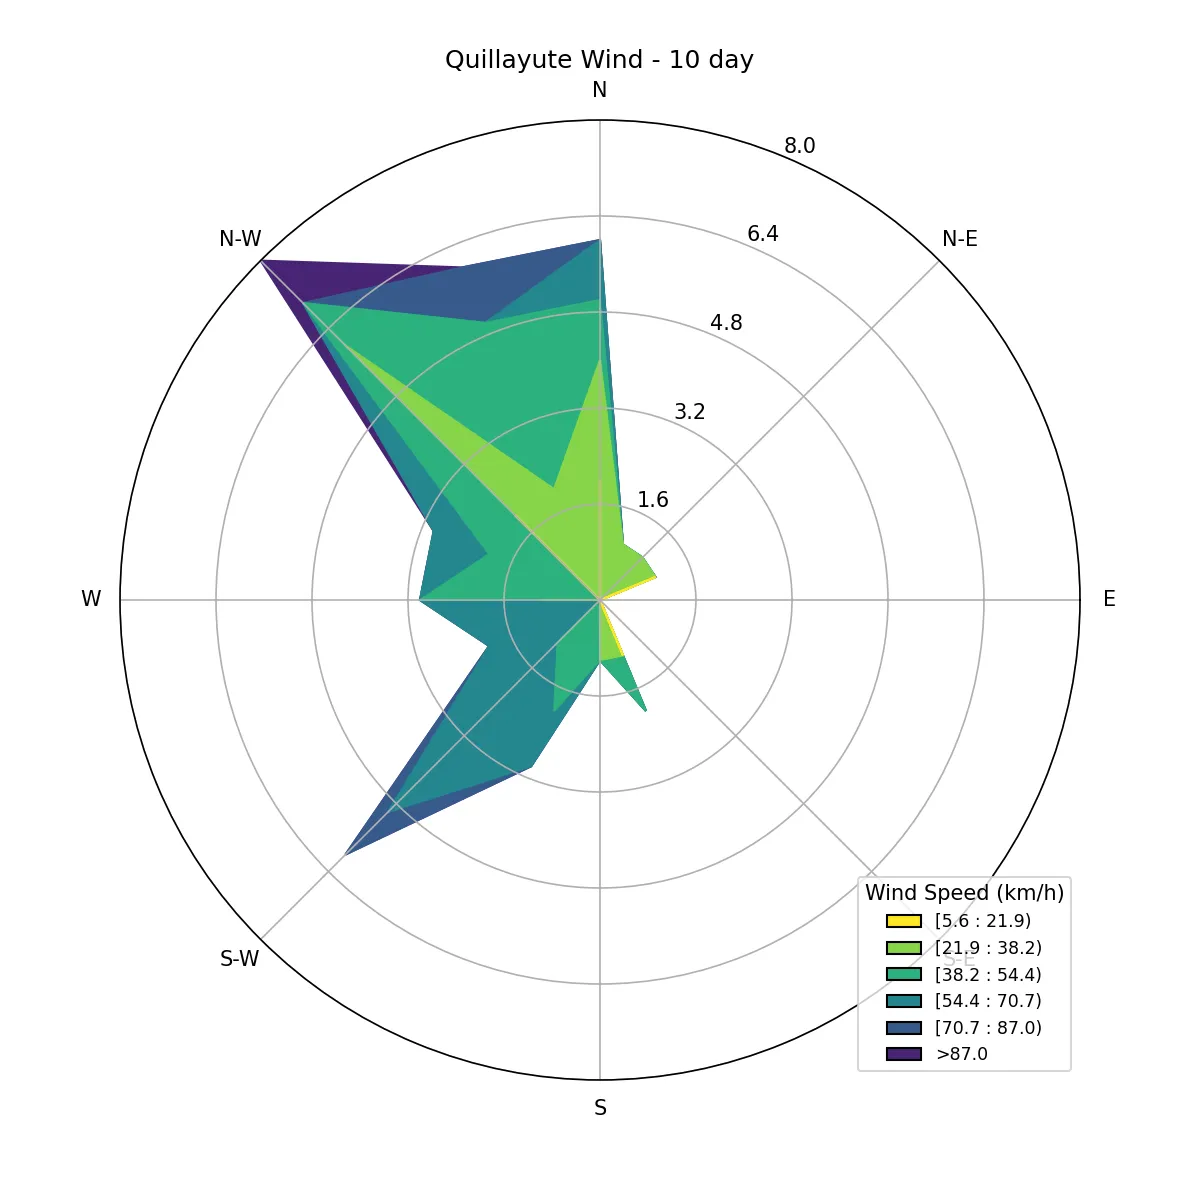 Quillayute Wind - 10 day
N
8.0
N-W
6.4
N-E
4.8
3.2
1.6
W
E
Wind Speed (km/h)
[5.6 : 21.9)
[21.9 : 38.2)
S-W
S-E
[38.2 : 54.4)
[54.4 : 70.7)
[70.7 : 87.0)
>87.0
S